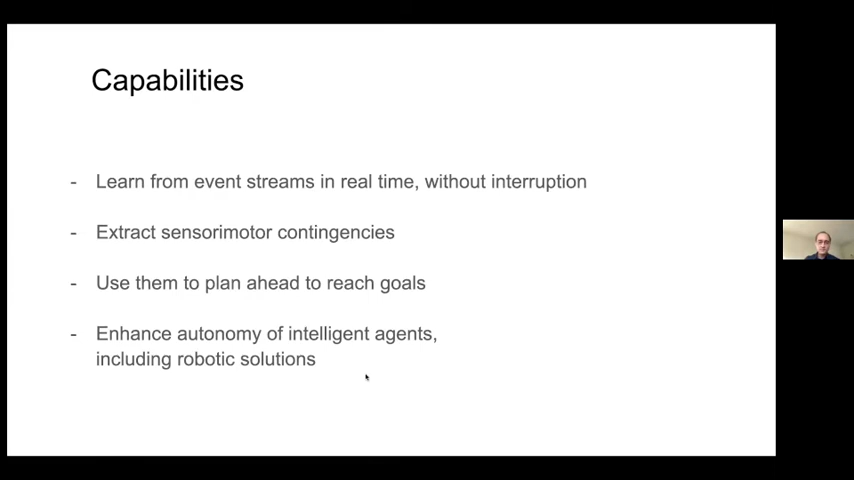 Capabilities
- Learn from event streams in real time, without interruption
- Extract sensorimotor contingencies
- Use them to plan ahead to reach goals
- Enhance autonomy of intelligent agents,
including robotic solutions